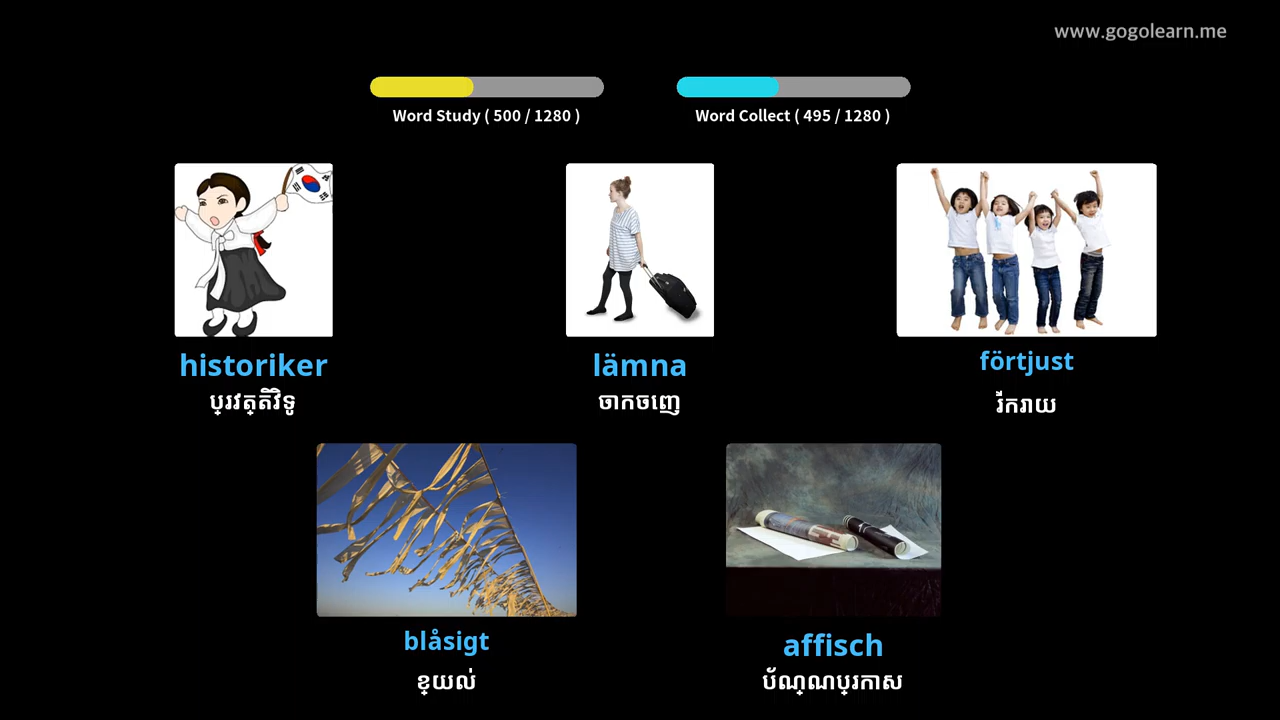 www.gogolearn.me
Word Study ( 500 / 1280 )
Word Collect ( 495 / 1280 )
historiker
ប្រវត្តិវិទូ
lämna
ចាកចេញ
förtjust
រីករាយ
blåsigt
ខ្យល់
affisch
ប័ណ្ណប្រកាស